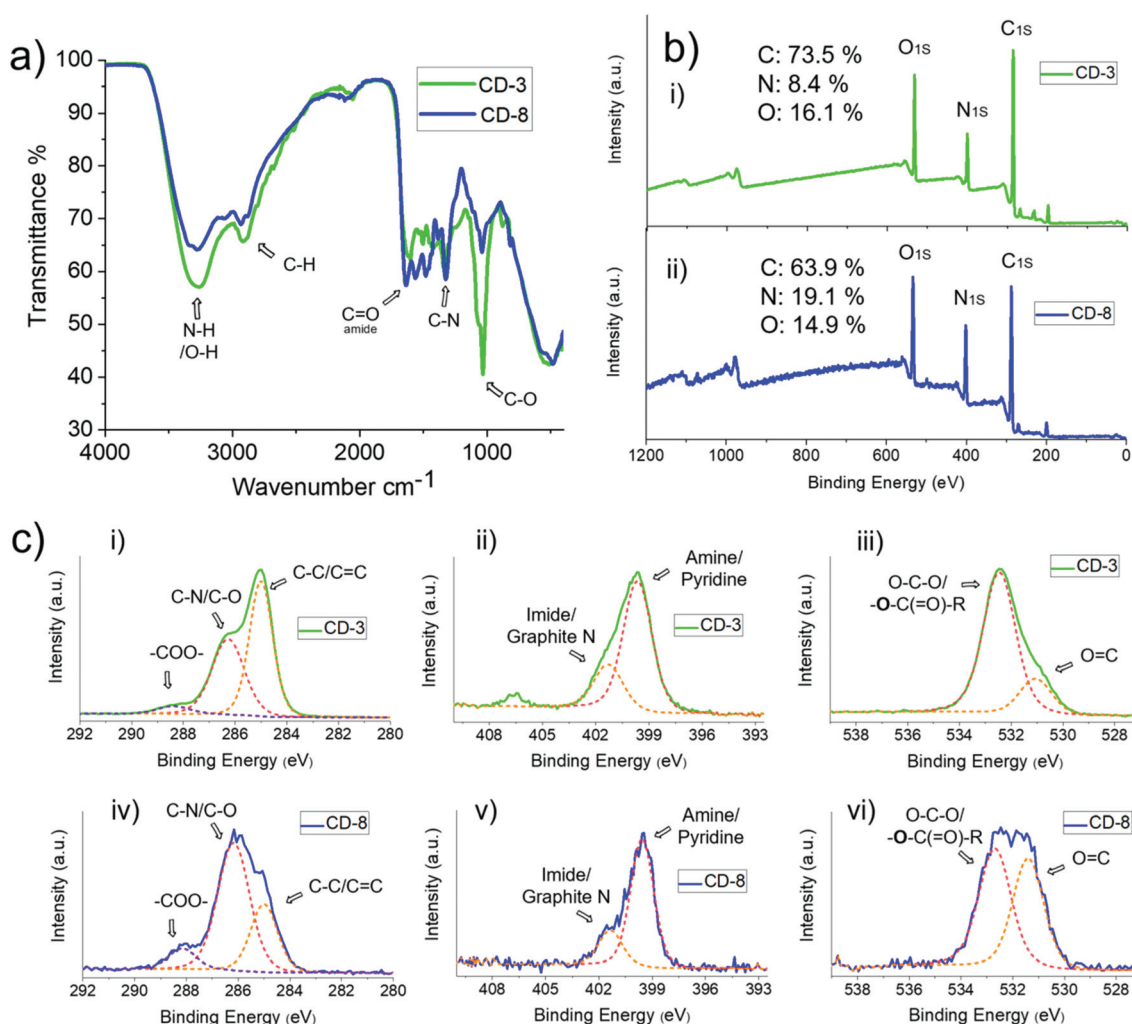 a)
100
90
80
70
60
50
40
30
4000
3000
2000
1000
Transmittance %
Wavenumber cm-1
CD-3
CD-8
C-H
N-H
/O-H
C=O
amide
C-N
C-O
b)
i)
C: 73.5 %
N: 8.4 %
O: 16.1 %
O1S
N1S
C1S
CD-3
Intensity (a.u.)
ii)
C: 63.9 %
N: 19.1 %
O: 14.9 %
O1S
N1S
C1S
CD-8
Intensity (a.u.)
1200
1000
800
600
400
200
0
Binding Energy (eV)
c)
i)
C-C/C=C
C-N/C-O
CD-3
-COO-
Intensity (a.u.)
292
290
288
286
284
282
280
Binding Energy (eV)
ii)
Amine/
Pyridine
Imide/
Graphite N
CD-3
Intensity (a.u.)
408
405
402
399
396
393
Binding Energy (eV)
iii)
CD-3
O-C-O/
-O-C(=O)-R
O=C
Intensity (a.u.)
538
536
534
532
530
528
Binding Energy (eV)
iv)
C-N/C-O
CD-8
-COO-
C-C/C=C
Intensity (a.u.)
292
290
288
286
284
282
280
Binding Energy (eV)
v)
Amine/
Pyridine
Imide/
Graphite N
CD-8
Intensity (a.u.)
408
405
402
399
396
393
Binding Energy (eV)
vi)
O-C-O/
-O-C(=O)-R
CD-8
O=C
Intensity (a.u.)
538
536
534
532
530
528
Binding Energy (eV)